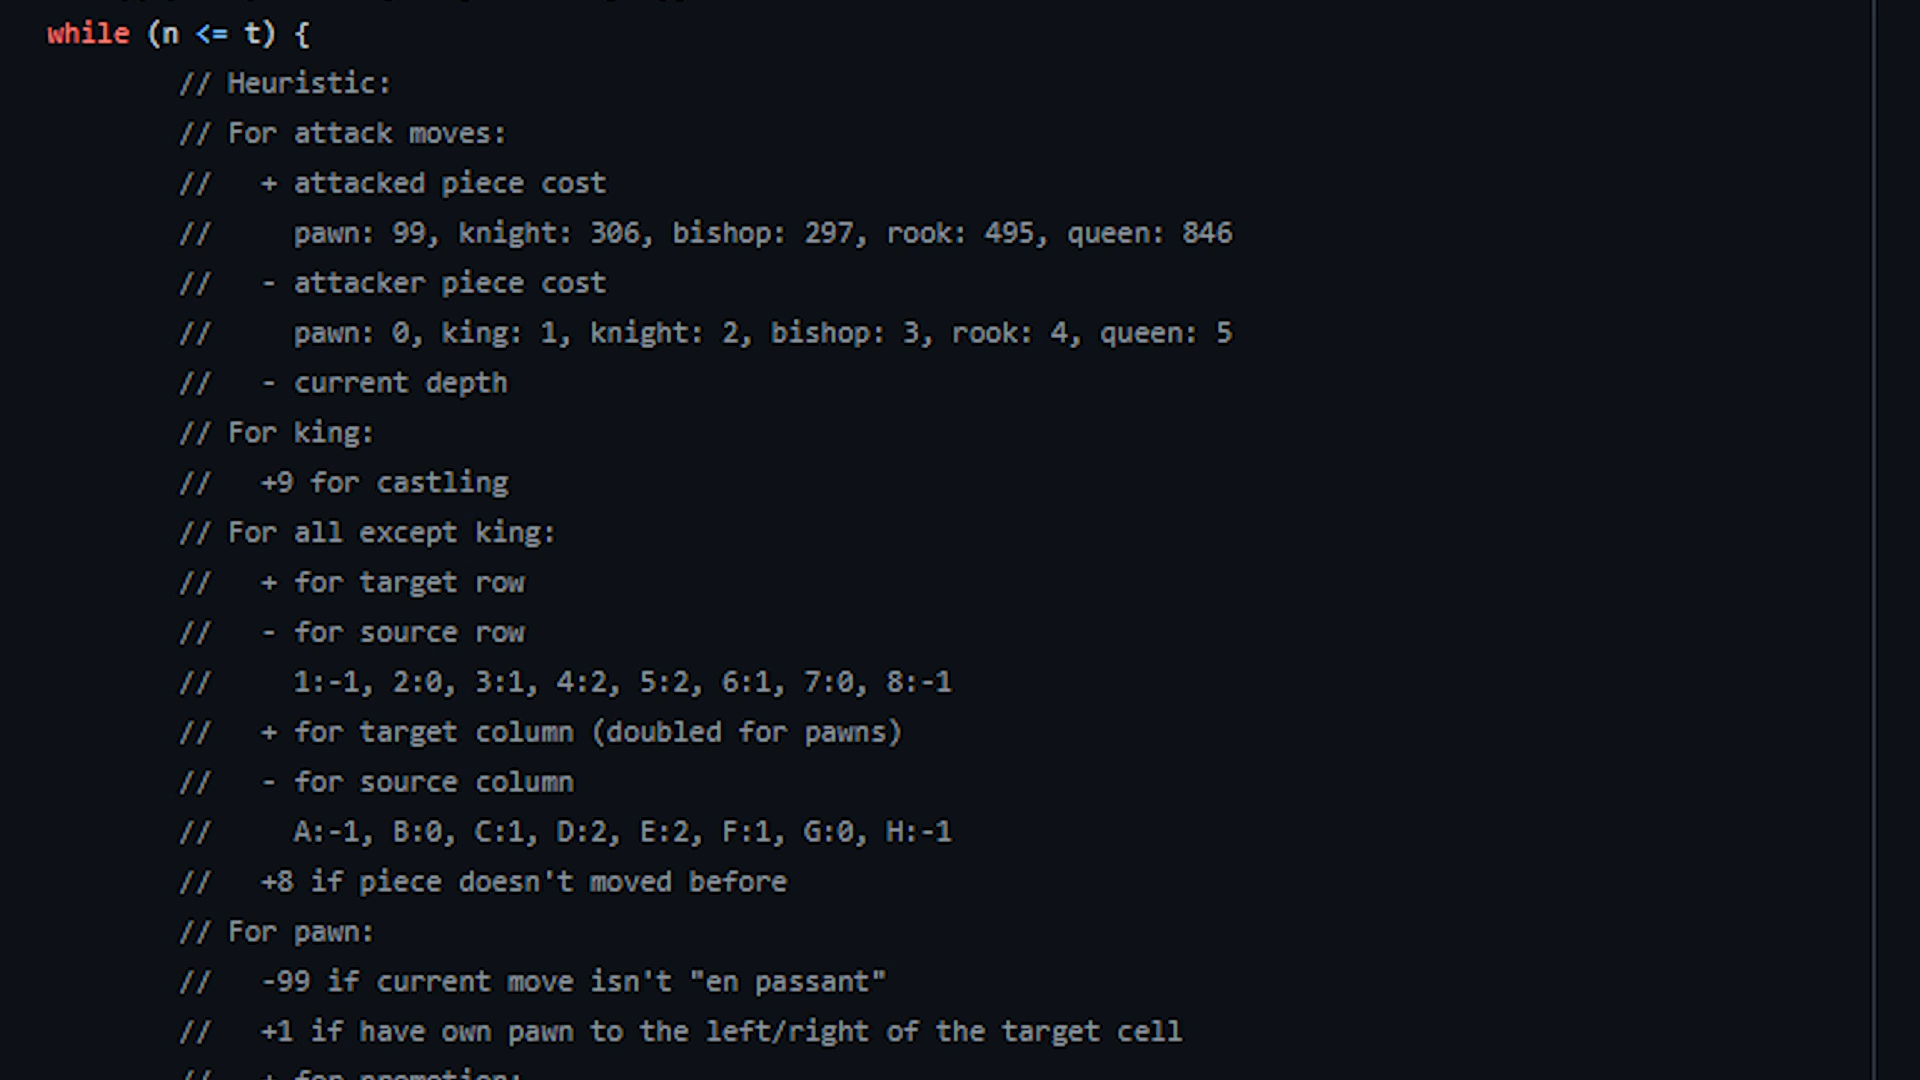 while (n <= t) {
// Heuristic:
// For attack moves:
//   + attacked piece cost
//     pawn: 99, knight: 306, bishop: 297, rook: 495, queen: 846
//   - attacker piece cost
//     pawn: 0, king: 1, knight: 2, bishop: 3, rook: 4, queen: 5
//   - current depth
// For king:
//   +9 for castling
// For all except king:
//   + for target row
//   - for source row
//     1:-1, 2:0, 3:1, 4:2, 5:2, 6:1, 7:0, 8:-1
//   + for target column (doubled for pawns)
//   - for source column
//     A:-1, B:0, C:1, D:2, E:2, F:1, G:0, H:-1
//   +8 if piece doesn't moved before
// For pawn:
//   -99 if current move isn't "en passant"
//   +1 if have own pawn to the left/right of the target cell
//   + for promotion: